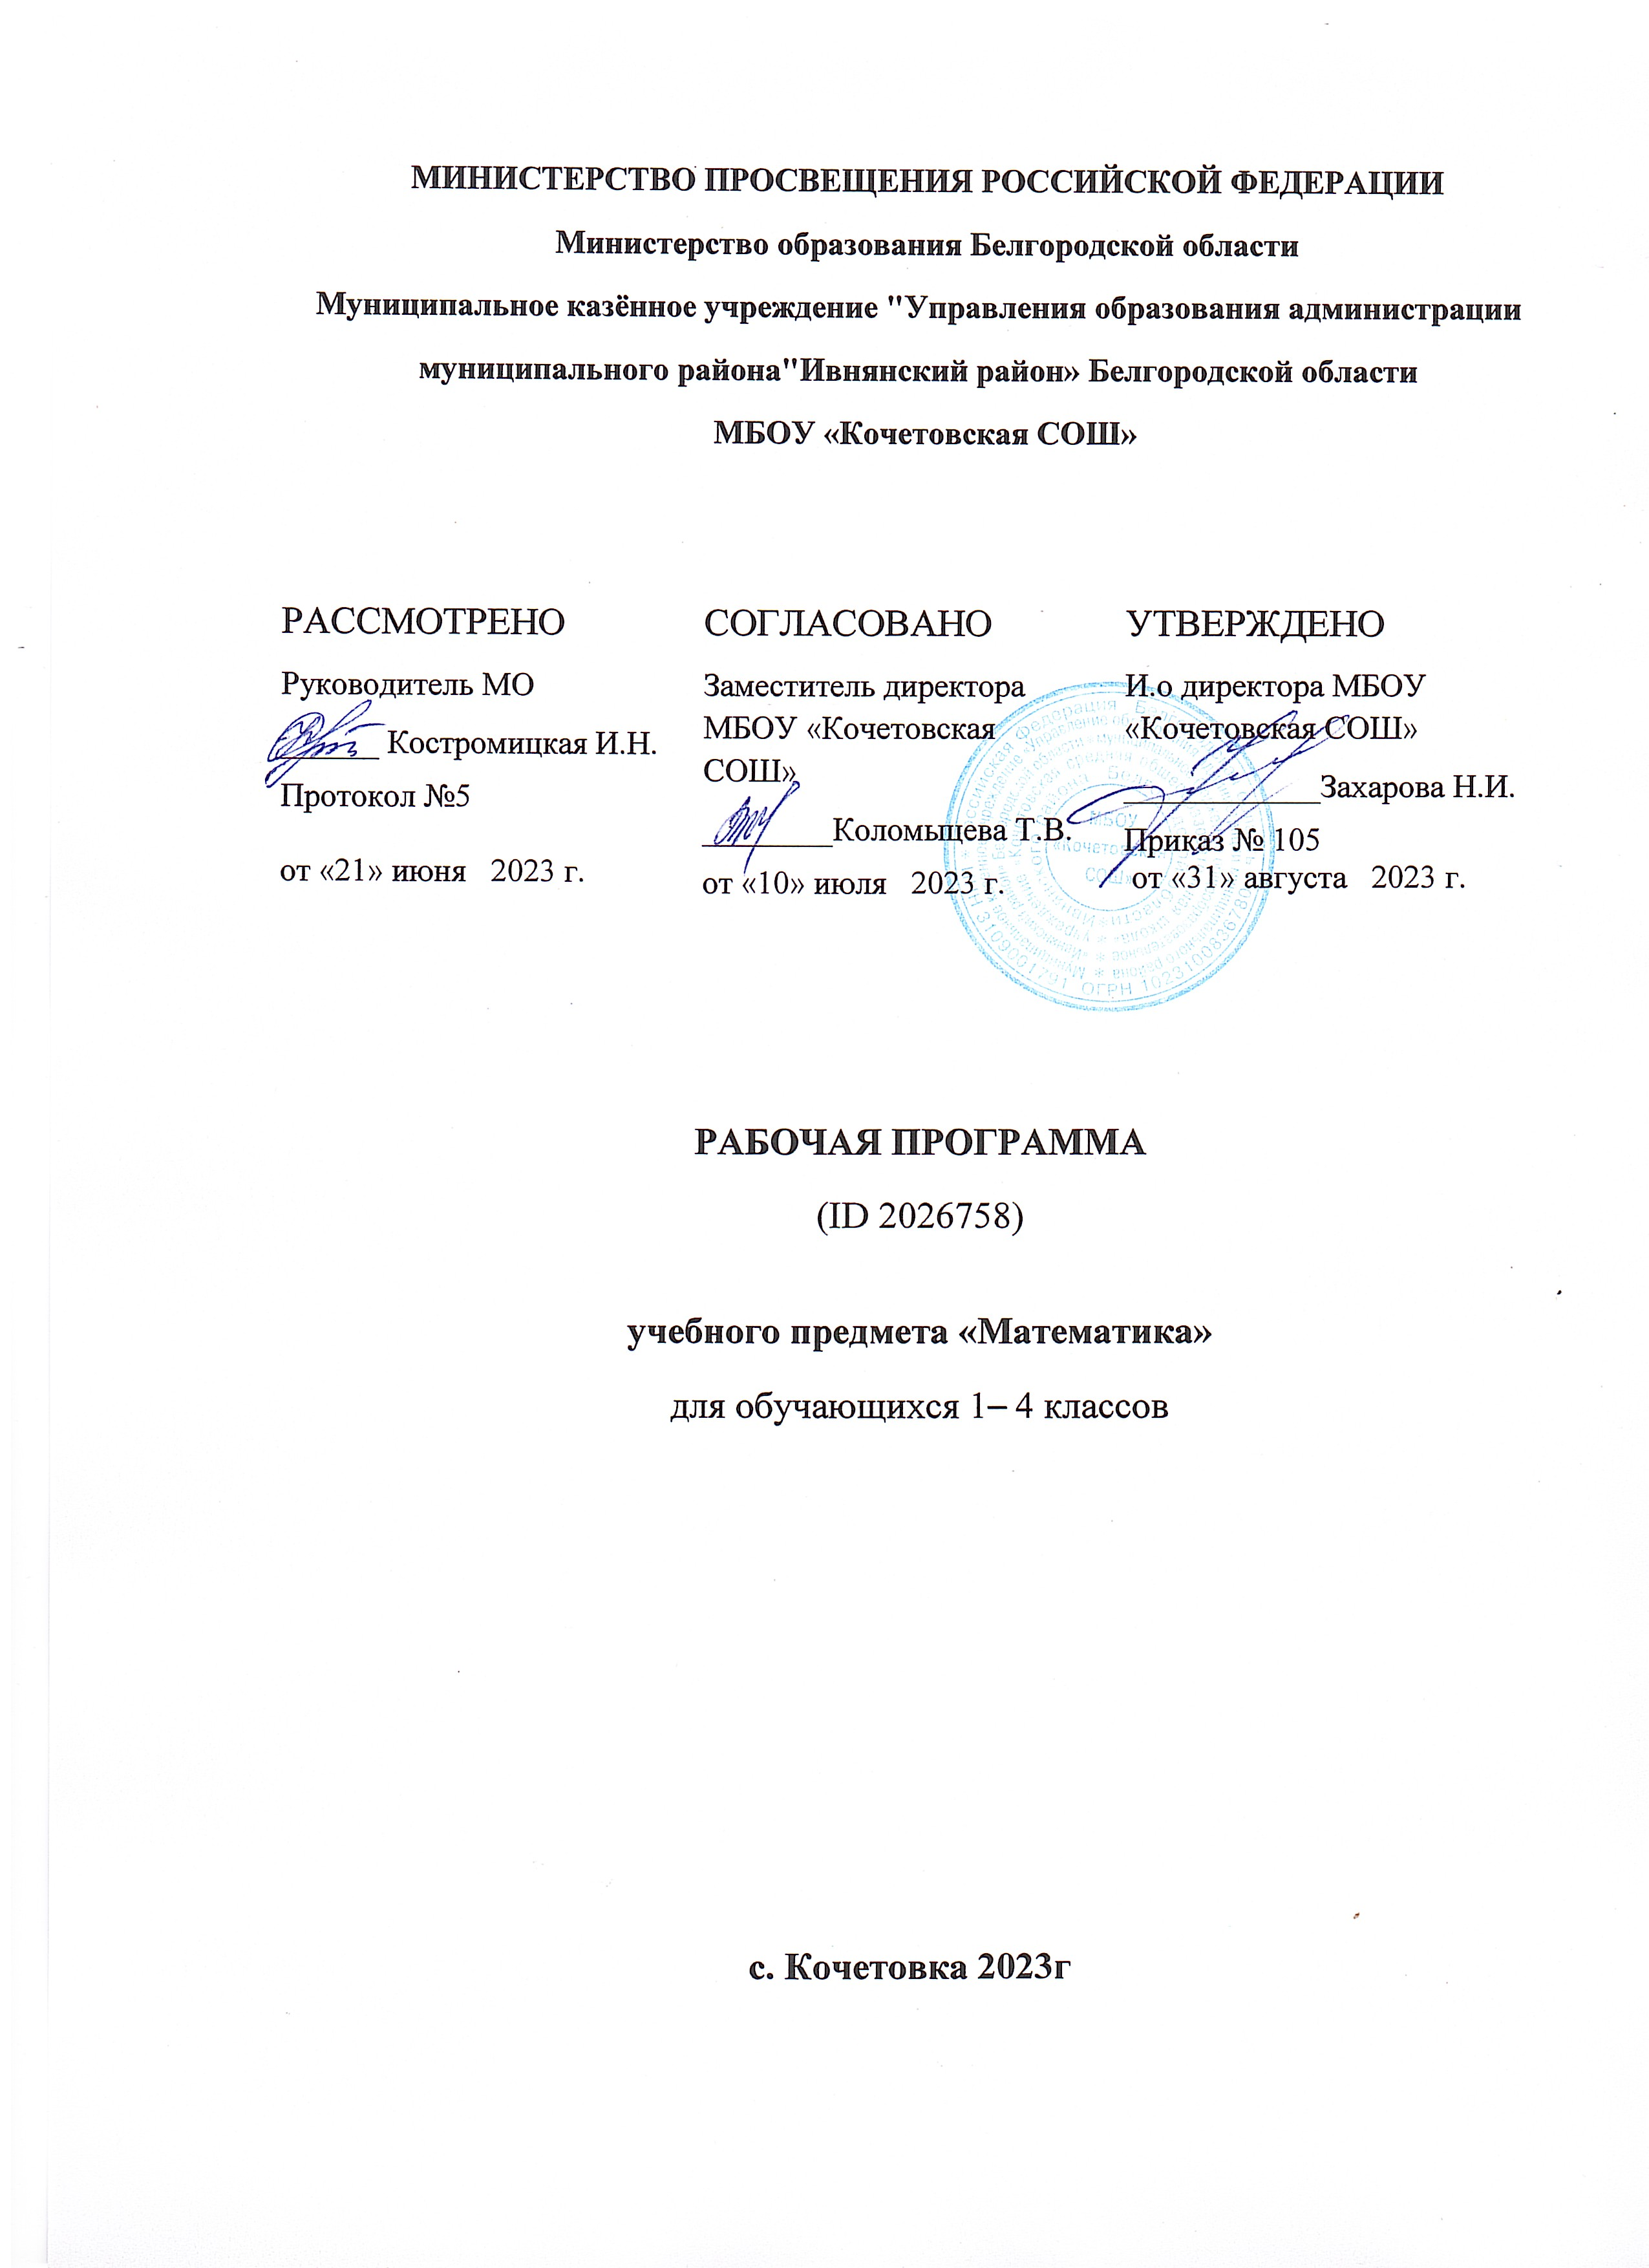 МИНИСТЕРСТВО ПРОСВЕЩЕНИЯ РОССИЙСКОЙ ФЕДЕРАЦИИ
Министерство образования Белгородской области
Муниципальное казённое учреждение "Управления образования администрации
муниципального района"Ивнянский район» Белгородской области
МБОУ «Кочетовская СОШ»
РАССМОТРЕНО
Руководитель МО
Костромицкая И.Н.
Протокол №5
от «21» июня 2023 г.
СОГЛАСОВАНО
Заместитель директора
МБОУ «Кочетовская
СОШ»
Коломыцева Т.В.
от «10» июля 2023 г.
УТВЕРЖДЕНО
И.о директора МБОУ
«Кочетовская СОШ»
Захарова Н.И.
Приказ № 105
от «31» августа 2023 г.
МБОУ
«Кочетовская
СОШ»
РАБОЧАЯ ПРОГРАММА
(ID 2026758)
учебного предмета «Математика»
для обучающихся 1– 4 классов
с. Кочетовка 2023г